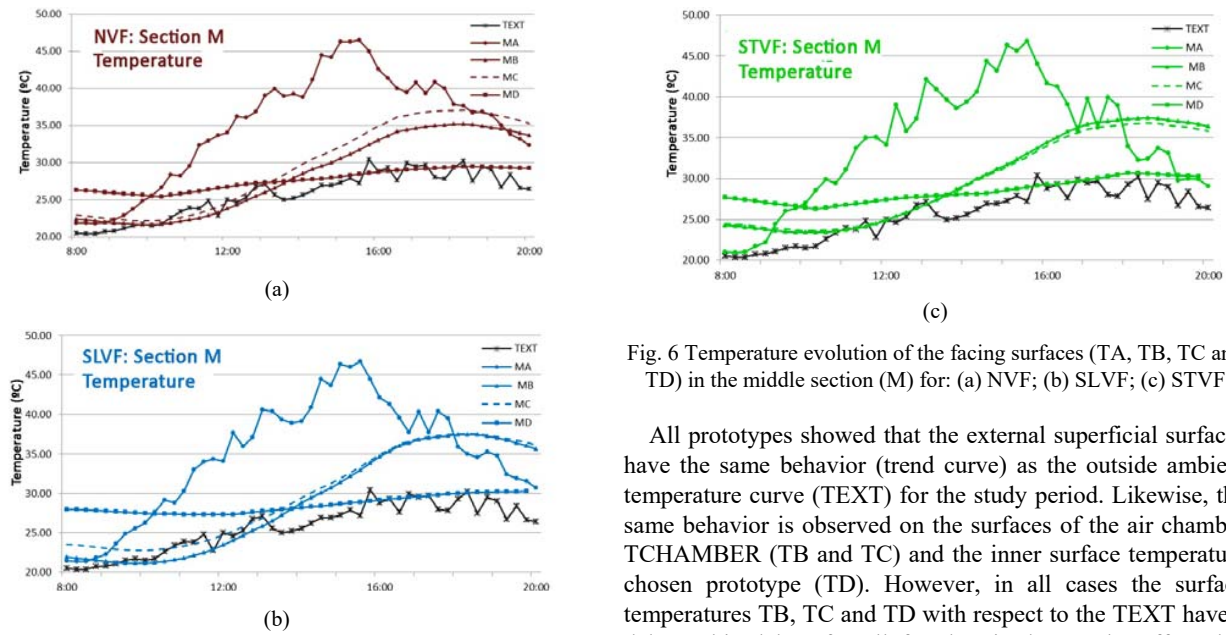 50.00
45.00
40.00
35.00
30.00
25.00
20.00
Temperature (ºC)
NVF: Section M
Temperature
TEXT
MA
MB
MC
MD
8:00
12:00
16:00
20:00
(a)
50.00
45.00
40.00
35.00
30.00
25.00
20.00
Temperature (ºC)
SLVF: Section M
Temperature
TEXT
MA
MB
MC
MD
8:00
12:00
16:00
20:00
(b)
50.00
45.00
40.00
35.00
30.00
25.00
20.00
Temperature (ºC)
STVF: Section M
Temperature
TEXT
MA
MB
MC
MD
8:00
12:00
16:00
20:00
(c)
Fig. 6 Temperature evolution of the facing surfaces (TA, TB, TC an
TD) in the middle section (M) for: (a) NVF; (b) SLVF; (c) STVF
All prototypes showed that the external superficial surfac
have the same behavior (trend curve) as the outside ambie
temperature curve (TEXT) for the study period. Likewise, th
same behavior is observed on the surfaces of the air chamb
TCHAMBER (TB and TC) and the inner surface temperatur
chosen prototype (TD). However, in all cases the surfac
temperatures TB, TC and TD with respect to the TEXT have